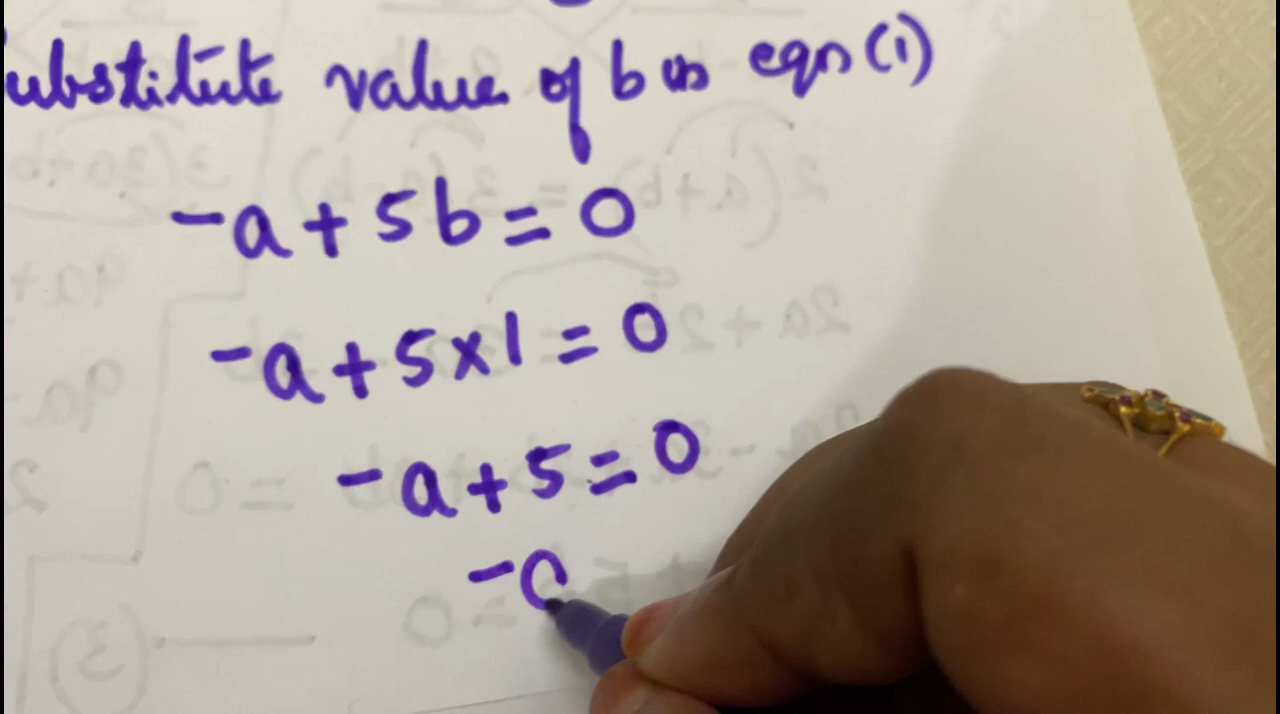 ubstitute value of b in eqn (1)
-a + 5b = 0
-a + 5 x 1 = 0
-a + 5 = 0
-a